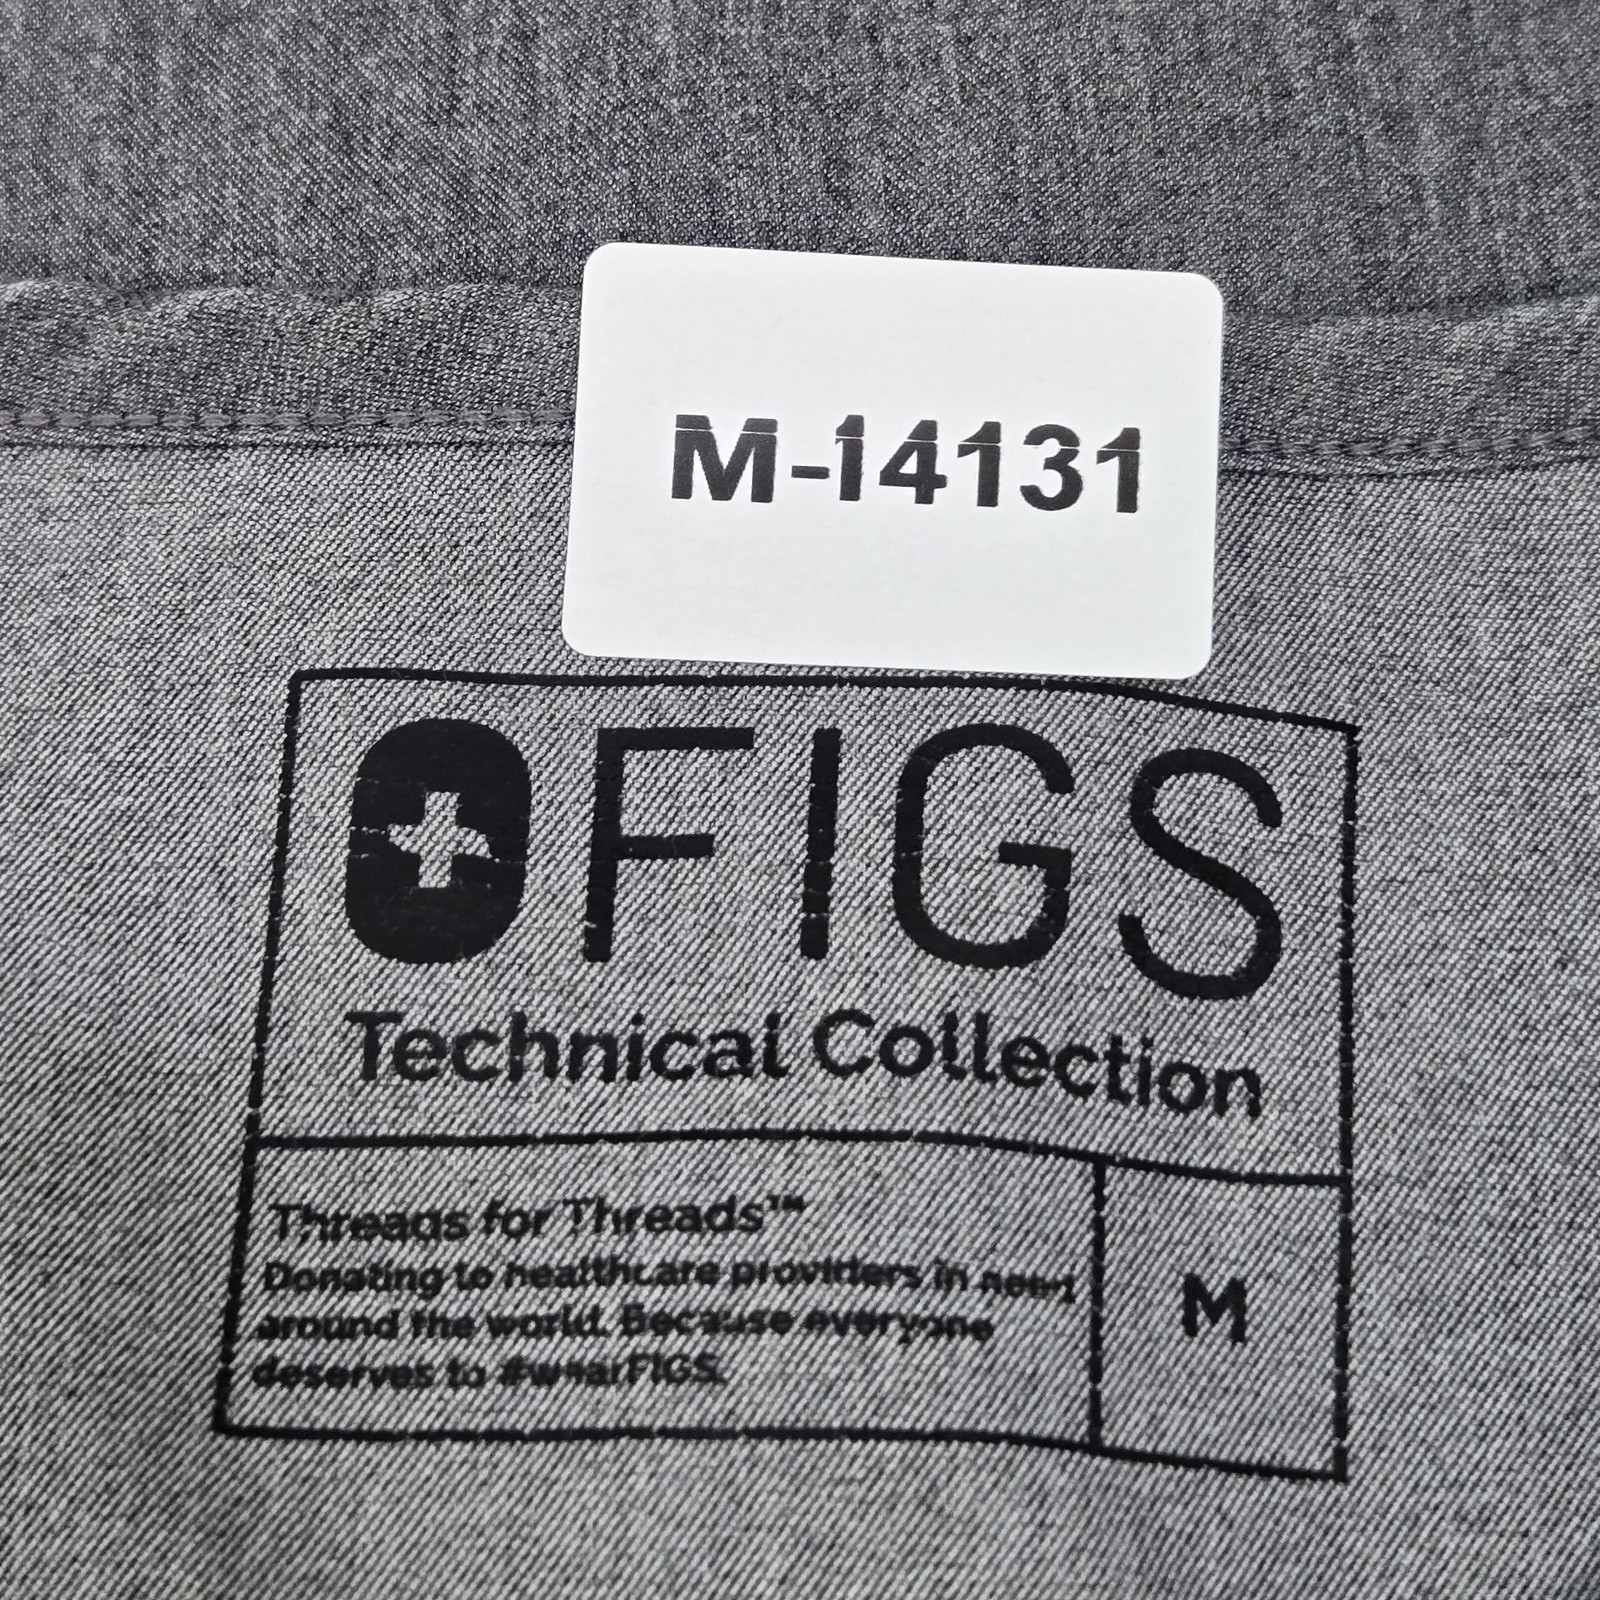 M-14131
FIGS
Technical Collection
Threads for Threads™
Donating to healthcare providers in need
around the world. Because everyone
deserves to #wearFIGS.
M